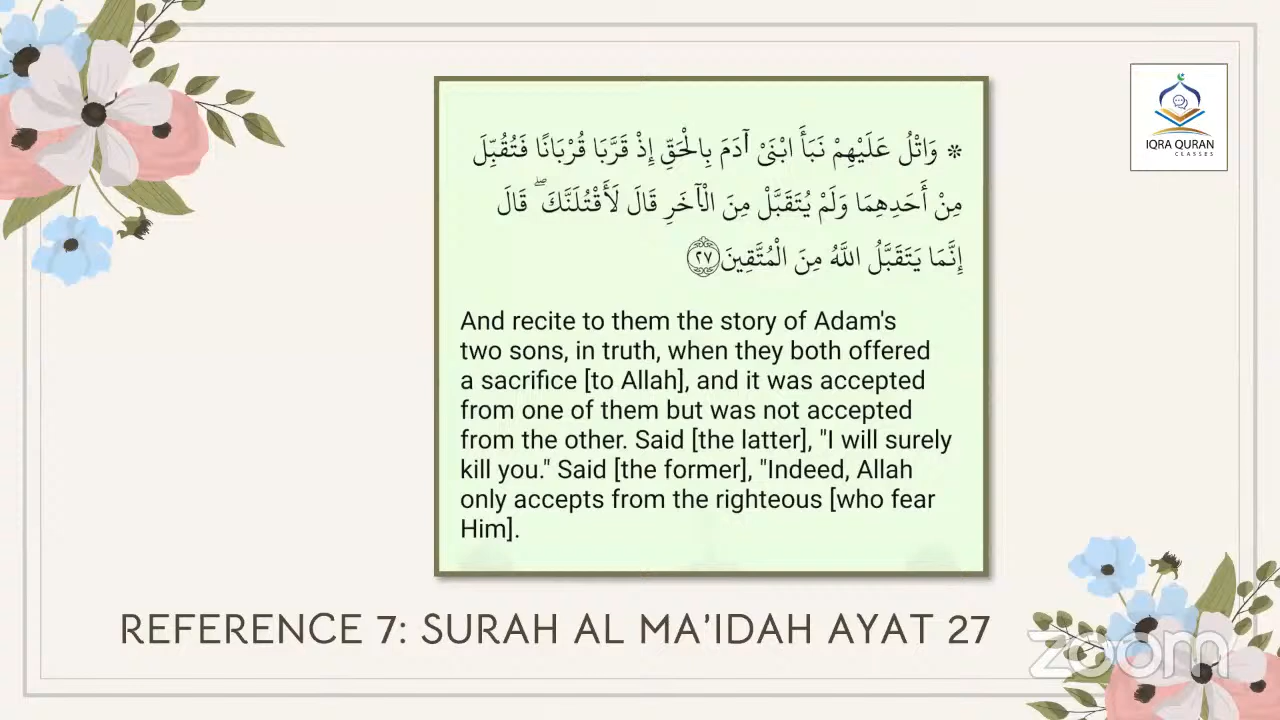 IQRA QURAN
CLASSES
* وَاتْلُ عَلَيْهِمْ نَبَأَ ابْنَيْ آدَمَ بِالْحَقِّ إِذْ قَرَّبَا قُرْبَانًا فَتُقُبِّلَ
مِنْ أَحَدِهِمَا وَلَمْ يُتَقَبَّلْ مِنَ الْآخَرِ قَالَ لَأَقْتُلَنَّكَ ۖ قَالَ
إِنَّمَا يَتَقَبَّلُ اللَّهُ مِنَ الْمُتَّقِينَ ٢٧
And recite to them the story of Adam's
two sons, in truth, when they both offered
a sacrifice [to Allah], and it was accepted
from one of them but was not accepted
from the other. Said [the latter], "I will surely
kill you." Said [the former], "Indeed, Allah
only accepts from the righteous [who fear
Him].
REFERENCE 7: SURAH AL MA’IDAH AYAT 27
zoom